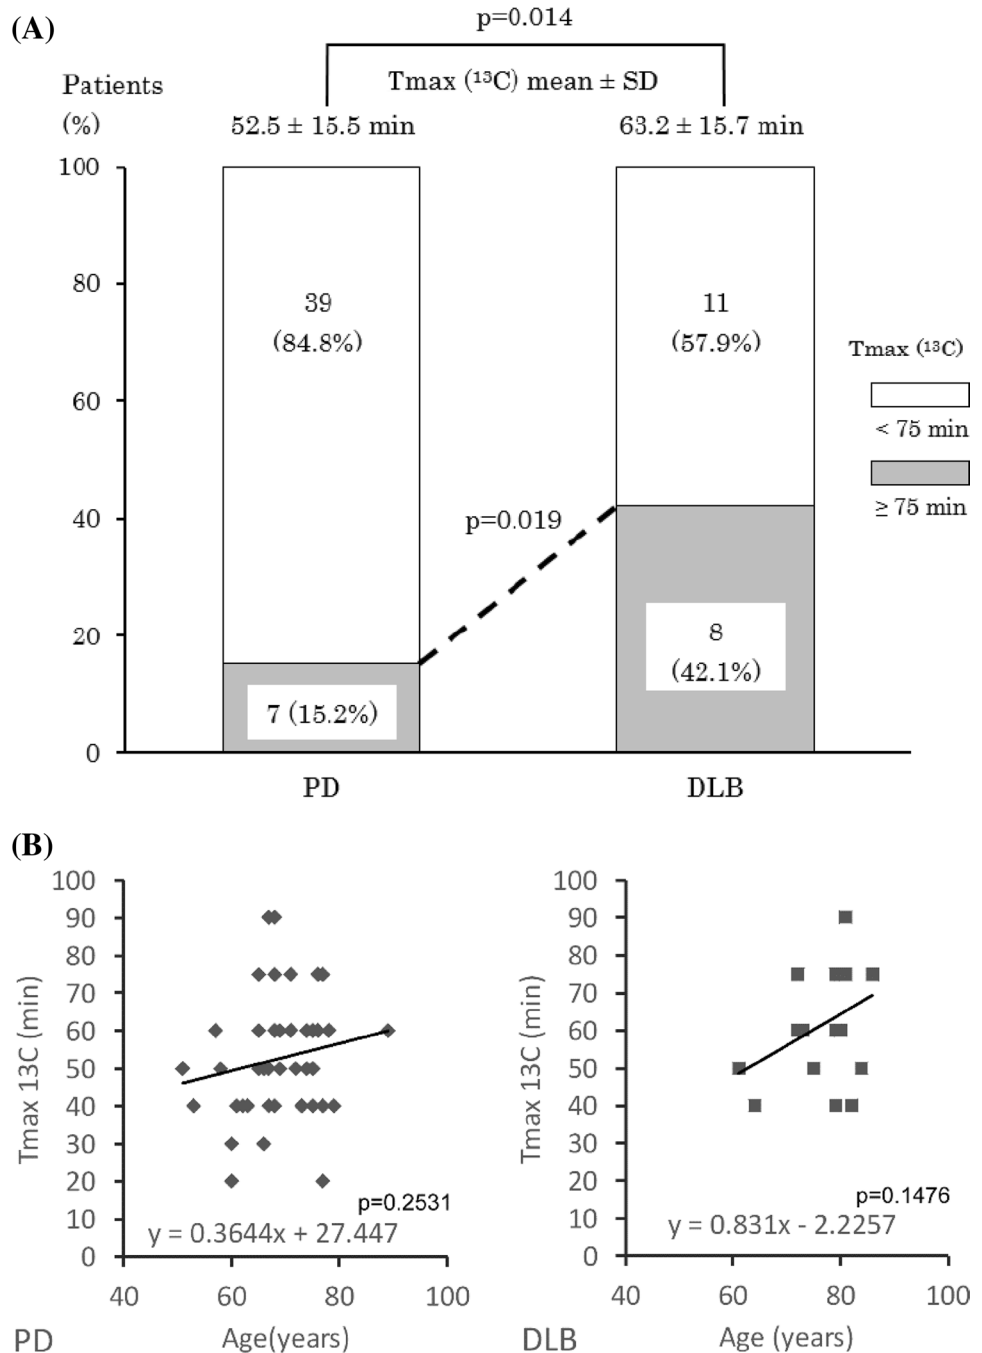 (A)
p=0.014
Tmax (¹³C) mean ± SD
Patients
(%)
52.5 ± 15.5 min
63.2 ± 15.7 min
100
80
60
40
20
0
39
(84.8%)
11
(57.9%)
p=0.019
7 (15.2%)
8
(42.1%)
PD
DLB
Tmax (¹³C)
< 75 min
≥ 75 min
(B)
100
90
80
70
60
50
40
30
20
10
0
Tmax 13C (min)
p=0.2531
y = 0.3644x + 27.447
40
60
80
100
PD
Age(years)
100
90
80
70
60
50
40
30
20
10
0
Tmax 13C (min)
p=0.1476
y = 0.831x - 2.2257
40
60
80
100
DLB
Age (years)